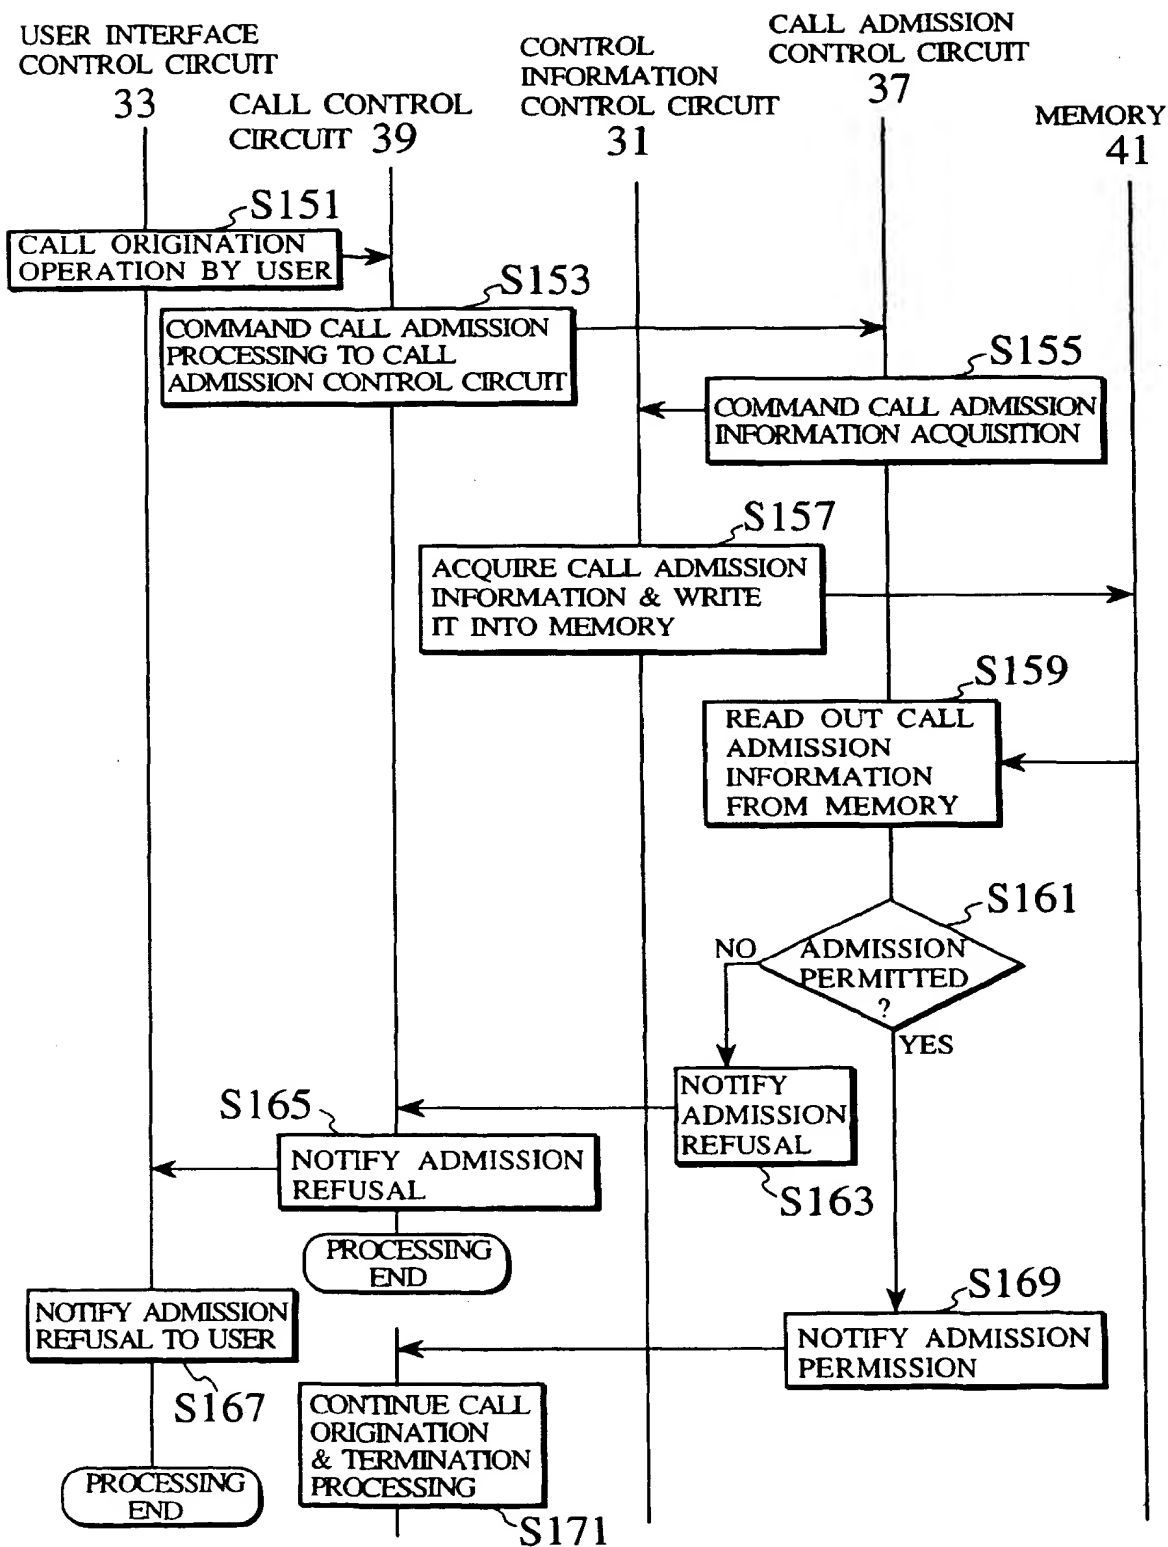 USER INTERFACE
CONTROL CIRCUIT
33
CALL CONTROL
CIRCUIT 39
CONTROL
INFORMATION
CONTROL CIRCUIT
31
CALL ADMISSION
CONTROL CIRCUIT
37
MEMORY
41
S151
CALL ORIGINATION
OPERATION BY USER
S153
COMMAND CALL ADMISSION
PROCESSING TO CALL
ADMISSION CONTROL CIRCUIT
S155
COMMAND CALL ADMISSION
INFORMATION ACQUISITION
S157
ACQUIRE CALL ADMISSION
INFORMATION & WRITE
IT INTO MEMORY
S159
READ OUT CALL
ADMISSION
INFORMATION
FROM MEMORY
S161
NO
ADMISSION
PERMITTED
?
YES
NOTIFY
ADMISSION
REFUSAL
S163
S165
NOTIFY ADMISSION
REFUSAL
PROCESSING
END
NOTIFY ADMISSION
REFUSAL TO USER
S167
PROCESSING
END
S169
NOTIFY ADMISSION
PERMISSION
CONTINUE CALL
ORIGINATION
& TERMINATION
PROCESSING
S171